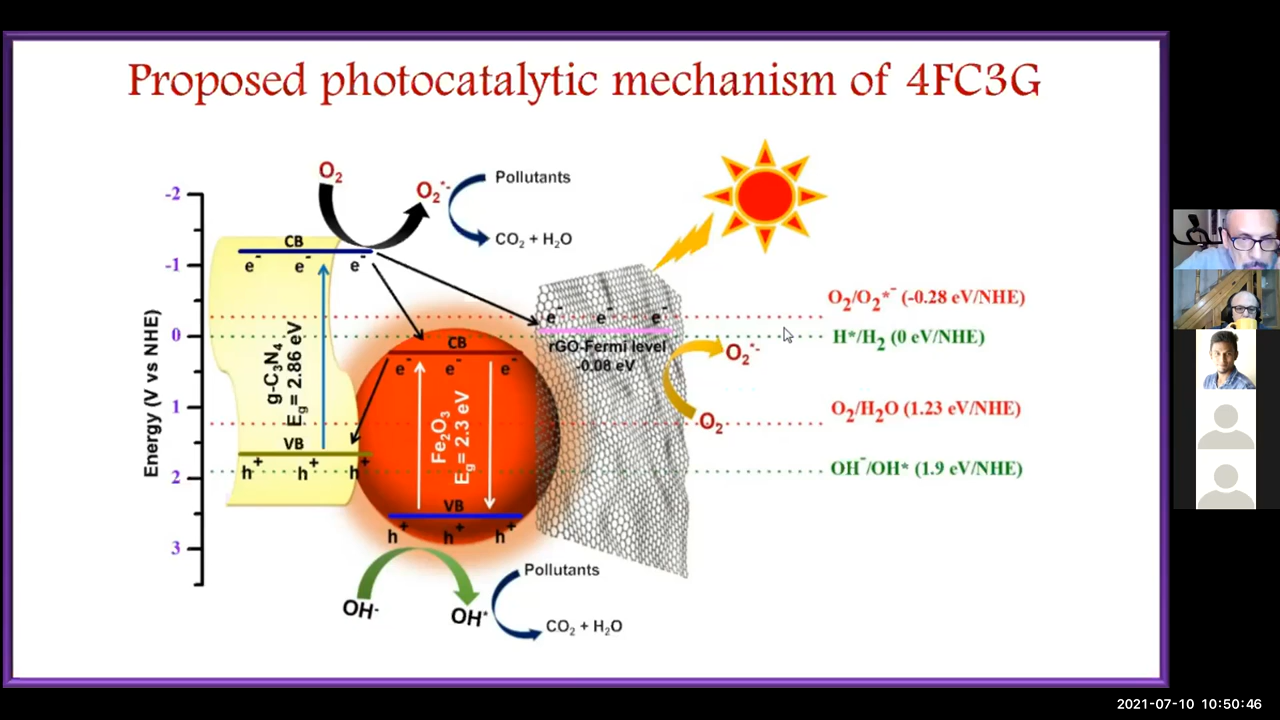 Proposed photocatalytic mechanism of 4FC3G
O₂
O₂*⁻
Pollutants
CO₂ + H₂O
-2
-1
0
1
2
3
Energy (V vs NHE)
CB
e⁻ e⁻ e⁻
g-C₃N₄
Eg = 2.86 eV
VB
h⁺ h⁺ h⁺
CB
e⁻ e⁻ e⁻
Fe₂O₃
Eg = 2.3 eV
VB
h⁺ h⁺ h⁺
e⁻ e⁻ e⁻
rGO-Fermi level
-0.08 eV
O₂*⁻
O₂
O₂/O₂*⁻ (-0.28 eV/NHE)
H*/H₂ (0 eV/NHE)
O₂/H₂O (1.23 eV/NHE)
OH⁻/OH* (1.9 eV/NHE)
OH⁻
OH*
Pollutants
CO₂ + H₂O
2021-07-10 10:50:46